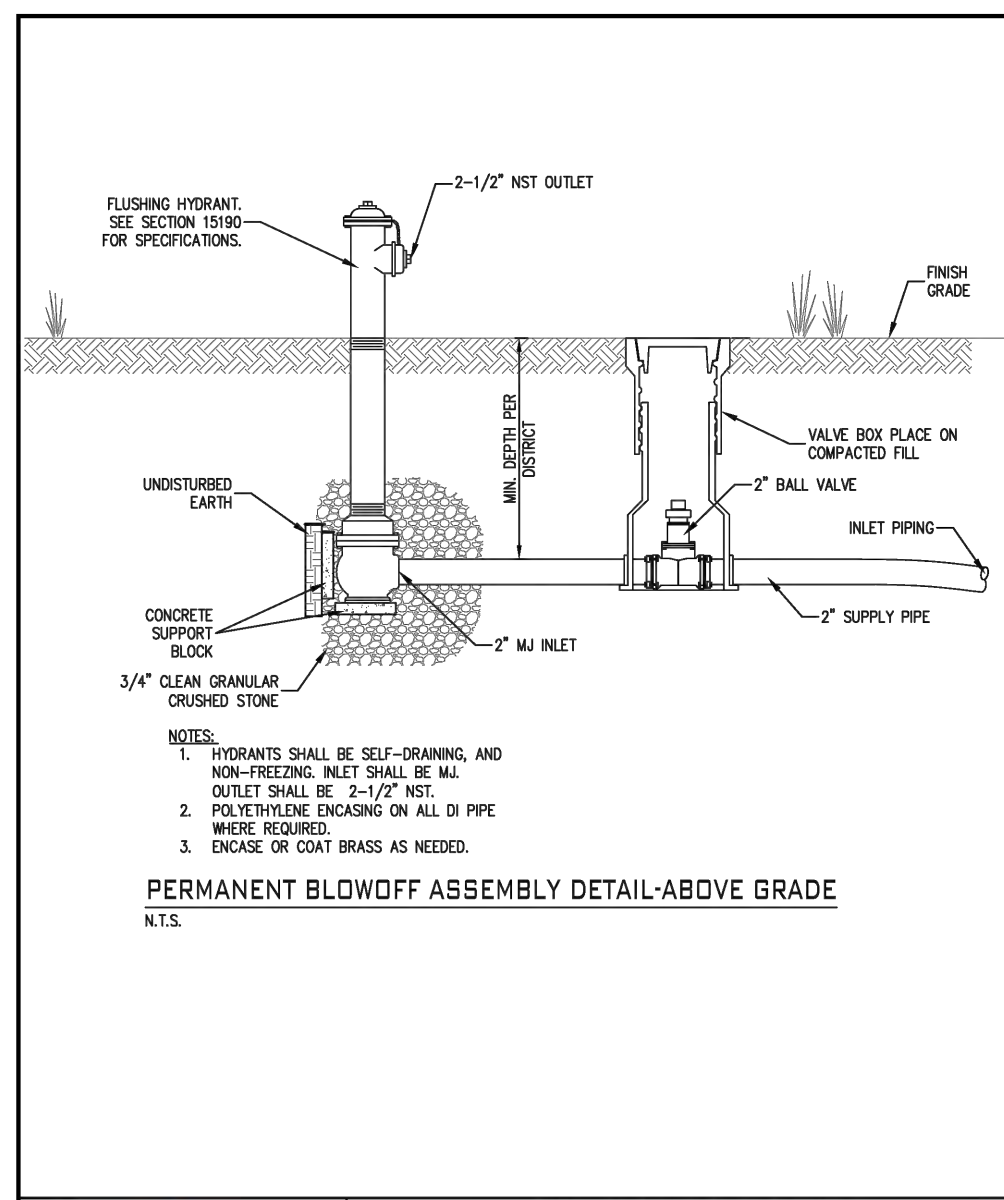 2-1/2" NST OUTLET
FLUSHING HYDRANT.
SEE SECTION 15190
FOR SPECIFICATIONS.
FINISH
GRADE
MIN. DEPTH PER
DISTRICT
VALVE BOX PLACE ON
COMPACTED FILL
UNDISTURBED
EARTH
2" BALL VALVE
INLET PIPING
CONCRETE
SUPPORT
BLOCK
2" SUPPLY PIPE
2" MJ INLET
3/4" CLEAN GRANULAR
CRUSHED STONE
NOTES:
1. HYDRANTS SHALL BE SELF-DRAINING, AND
NON-FREEZING. INLET SHALL BE MJ.
OUTLET SHALL BE 2-1/2" NST.
2. POLYETHYLENE ENCASING ON ALL DI PIPE
WHERE REQUIRED.
3. ENCASE OR COAT BRASS AS NEEDED.
PERMANENT BLOWOFF ASSEMBLY DETAIL-ABOVE GRADE
N.T.S.